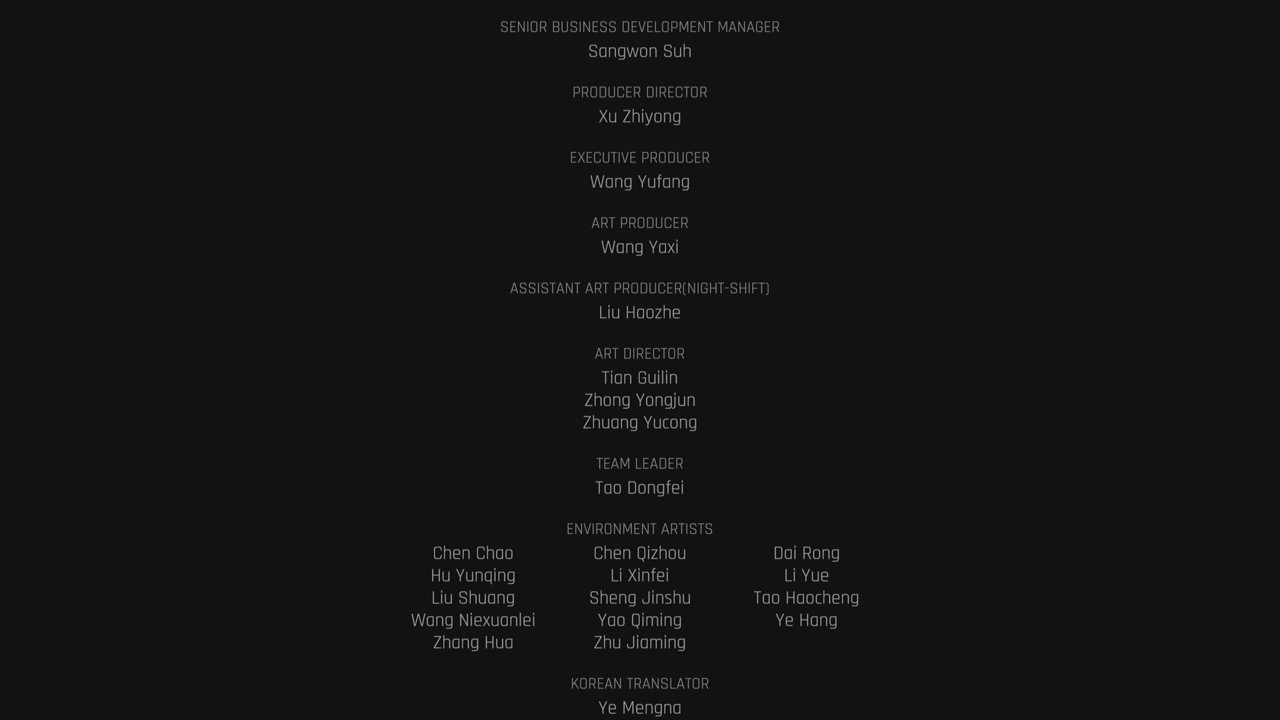 SENIOR BUSINESS DEVELOPMENT MANAGER
Sangwon Suh
PRODUCER DIRECTOR
Xu Zhiyong
EXECUTIVE PRODUCER
Wang Yufang
ART PRODUCER
Wang Yaxi
ASSISTANT ART PRODUCER(NIGHT-SHIFT)
Liu Haozhe
ART DIRECTOR
Tian Guilin
Zhong Yongjun
Zhuang Yucong
TEAM LEADER
Tao Dongfei
ENVIRONMENT ARTISTS
Chen Chao Chen Qizhou Dai Rong
Hu Yunqing Li Xinfei Li Yue
Liu Shuang Sheng Jinshu Tao Haocheng
Wang Niexuanlei Yao Qiming Ye Hang
Zhang Hua Zhu Jiaming
KOREAN TRANSLATOR
Ye Mengna